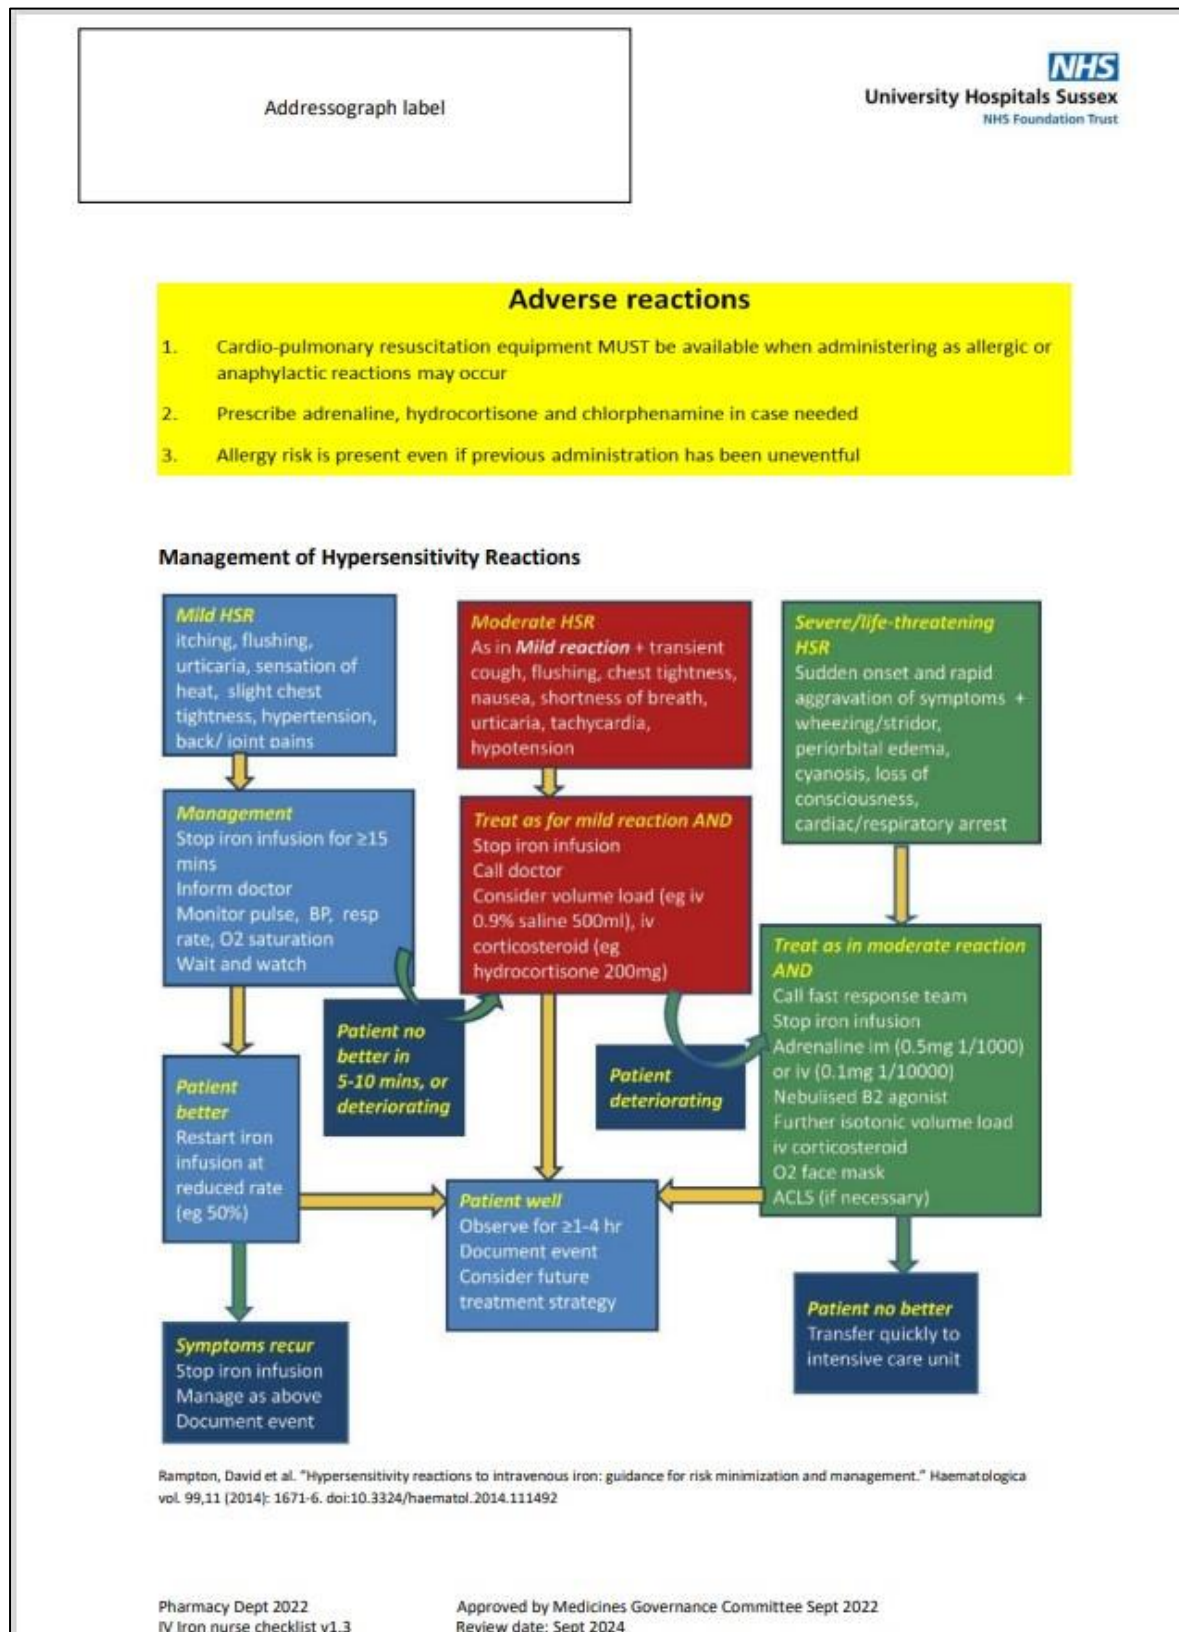 Addressograph label
NHS
University Hospitals Sussex
NHS Foundation Trust
Adverse reactions
1. Cardio-pulmonary resuscitation equipment MUST be available when administering as allergic or
anaphylactic reactions may occur
2. Prescribe adrenaline, hydrocortisone and chlorphenamine in case needed
3. Allergy risk is present even if previous administration has been uneventful
Management of Hypersensitivity Reactions
Mild HSR
itching, flushing,
urticaria, sensation of
heat, slight chest
tightness, hypertension,
back/ joint pains
Management
Stop iron infusion for ≥15
mins
Inform doctor
Monitor pulse, BP, resp
rate, O2 saturation
Wait and watch
Patient
better
Restart iron
infusion at
reduced rate
(eg 50%)
Symptoms recur
Stop iron infusion
Manage as above
Document event
Patient no
better in
5-10 mins, or
deteriorating
Moderate HSR
As in Mild reaction + transient
cough, flushing, chest tightness,
nausea, shortness of breath,
urticaria, tachycardia,
hypotension
Treat as for mild reaction AND
Stop iron infusion
Call doctor
Consider volume load (eg iv
0.9% saline 500ml), iv
corticosteroid (eg
hydrocortisone 200mg)
Patient
deteriorating
Patient well
Observe for ≥1-4 hr
Document event
Consider future
treatment strategy
Severe/life-threatening
HSR
Sudden onset and rapid
aggravation of symptoms +
wheezing/stridor,
periorbital edema,
cyanosis, loss of
consciousness,
cardiac/respiratory arrest
Treat as in moderate reaction
AND
Call fast response team
Stop iron infusion
Adrenaline im (0.5mg 1/1000)
or iv (0.1mg 1/10000)
Nebulised B2 agonist
Further isotonic volume load
iv corticosteroid
O2 face mask
ACLS (if necessary)
Patient no better
Transfer quickly to
intensive care unit
Rampton, David et al. "Hypersensitivity reactions to intravenous iron: guidance for risk minimization and management." Haematologica
vol. 99,11 (2014): 1671-6. doi:10.3324/haematol.2014.111492
Pharmacy Dept 2022 Approved by Medicines Governance Committee Sept 2022
IV Iron nurse checklist v1.3 Review date: Sept 2024